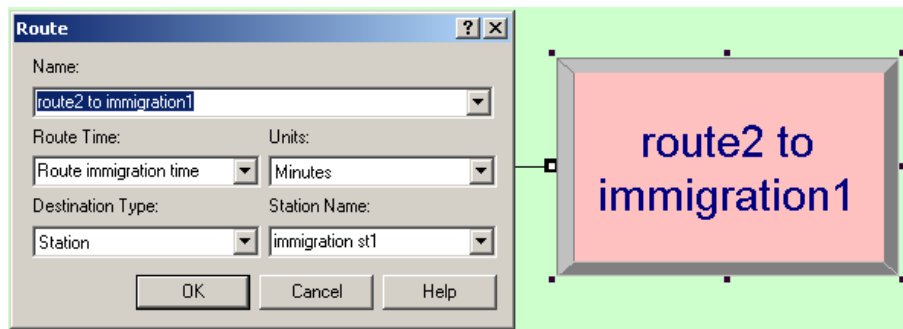 Route
Name:
route2 to immigration1
Route Time:
Units:
Route immigration time
Minutes
Destination Type:
Station Name:
Station
immigration st1
OK
Cancel
Help
route2 to
immigration1